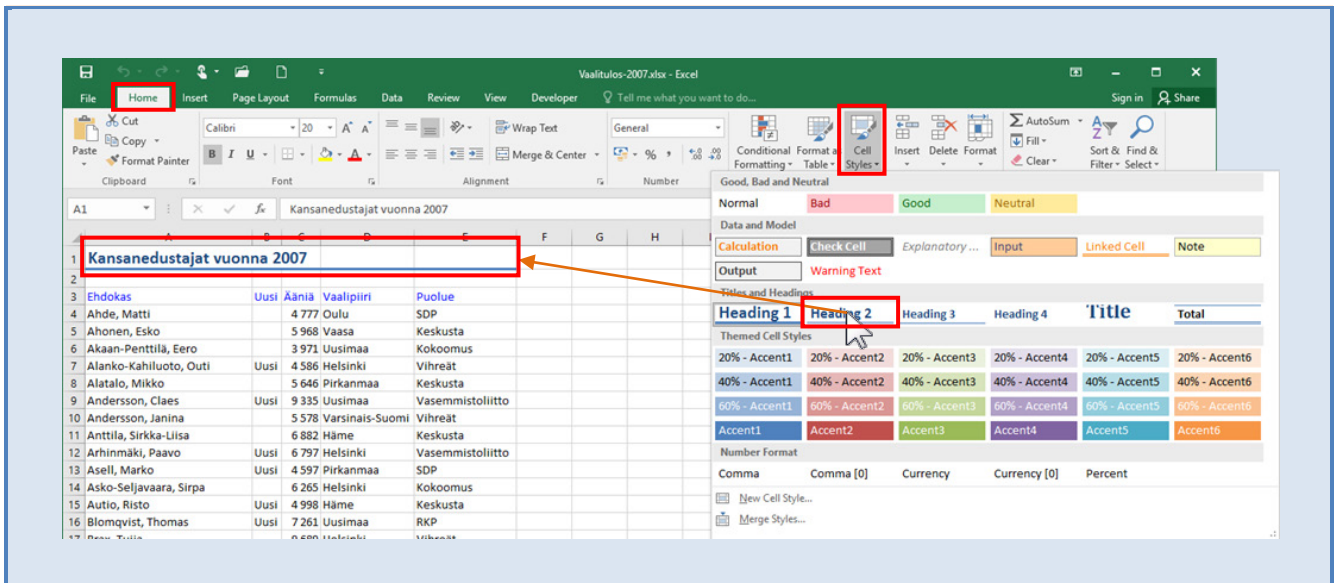 Vaalitulos-2007.xlsx - Excel
File Home Insert Page Layout Formulas Data Review View Developer Tell me what you want to do... Sign in Share
Cut
Copy
Format Painter
Paste
Clipboard
Calibri 20
B I U
Font
Wrap Text
Merge & Center
Alignment
General
% ,
Number
Conditional Formatting
Format as Table
Cell Styles
Insert Delete Format
AutoSum
Fill
Clear
Sort & Filter
Find & Select
A1 fx Kansanedustajat vuonna 2007
A B C D E F G H
1 Kansanedustajat vuonna 2007
2
3 Ehdokas Uusi Ääniä Vaalipiiri Puolue
4 Ahde, Matti 4 777 Oulu SDP
5 Ahonen, Esko 5 968 Vaasa Keskusta
6 Akaan-Penttilä, Eero 3 971 Uusimaa Kokoomus
7 Alanko-Kahiluoto, Outi Uusi 4 586 Helsinki Vihreät
8 Alatalo, Mikko 5 646 Pirkanmaa Keskusta
9 Andersson, Claes Uusi 9 335 Uusimaa Vasemmistoliitto
10 Andersson, Janina 5 578 Varsinais-Suomi Vihreät
11 Anttila, Sirkka-Liisa 6 882 Häme Keskusta
12 Arhinmäki, Paavo Uusi 6 797 Helsinki Vasemmistoliitto
13 Asell, Marko Uusi 4 597 Pirkanmaa SDP
14 Asko-Seljavaara, Sirpa 6 265 Helsinki Kokoomus
15 Autio, Risto Uusi 4 998 Häme Keskusta
16 Blomqvist, Thomas Uusi 7 261 Uusimaa RKP
Good, Bad and Neutral
Normal Bad Good Neutral
Data and Model
Calculation Check Cell Explanatory ... Input Linked Cell Note
Output Warning Text
Titles and Headings
Heading 1 Heading 2 Heading 3 Heading 4 Title Total
Themed Cell Styles
20% - Accent1 20% - Accent2 20% - Accent3 20% - Accent4 20% - Accent5 20% - Accent6
40% - Accent1 40% - Accent2 40% - Accent3 40% - Accent4 40% - Accent5 40% - Accent6
60% - Accent1 60% - Accent2 60% - Accent3 60% - Accent4 60% - Accent5 60% - Accent6
Accent1 Accent2 Accent3 Accent4 Accent5 Accent6
Number Format
Comma Comma [0] Currency Currency [0] Percent
New Cell Style...
Merge Styles...